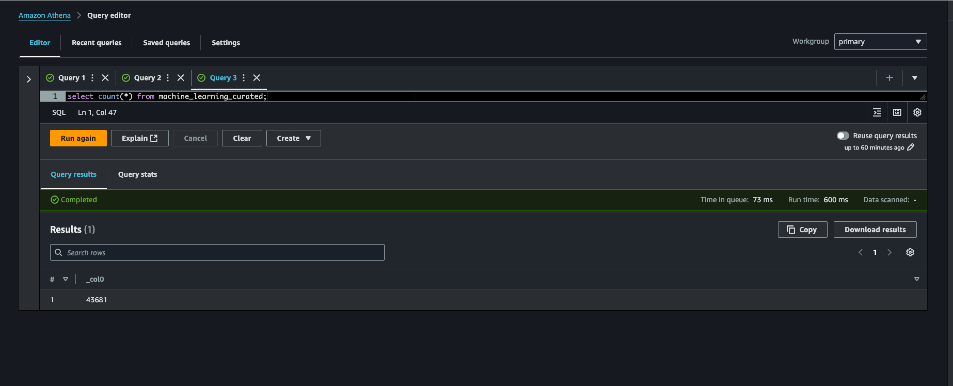 Amazon Athena > Query editor
Editor Recent queries Saved queries Settings Workgroup primary
Query 1 Query 2 Query 3
1 select count(*) from machine_learning_curated;
SQL Ln 1, Col 47
Run again Explain Cancel Clear Create Reuse query results
up to 60 minutes ago
Query results Query stats
Completed Time in queue: 73 ms Run time: 600 ms Data scanned: -
Results (1) Copy Download results
Search rows 1
# _col0
1 43681